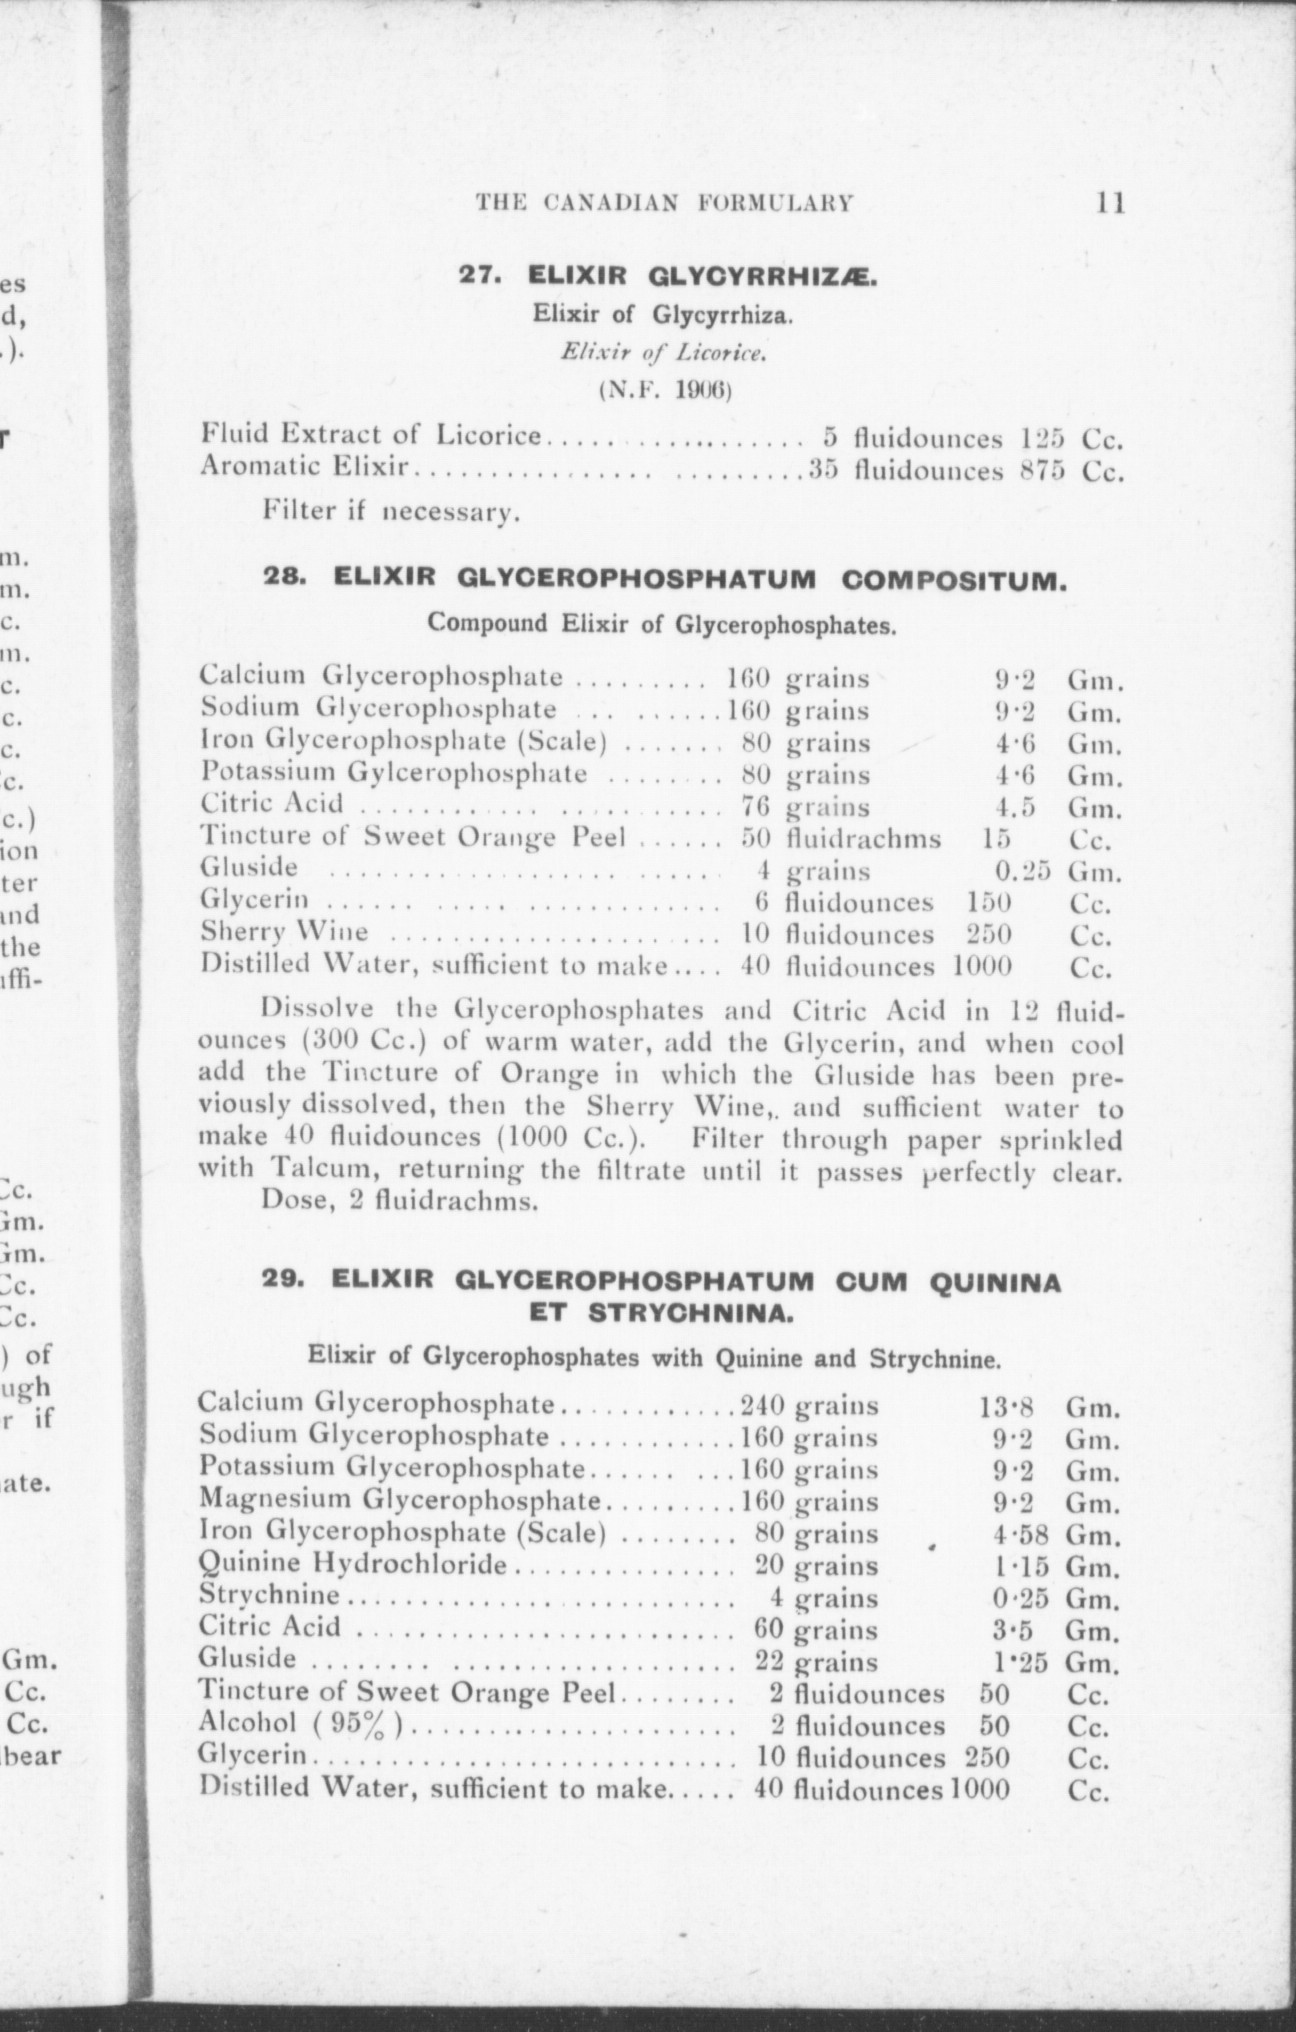 THE CANADIAN FORMULARY 11
27. ELIXIR GLYCYRRHIZÆ.
Elixir of Glycyrrhiza.
Elixir of Licorice.
(N.F. 1906)
Fluid Extract of Licorice.................... 5 fluidounces 125 Cc.
Aromatic Elixir......................... 35 fluidounces 875 Cc.
Filter if necessary.
28. ELIXIR GLYCEROPHOSPHATUM COMPOSITUM.
Compound Elixir of Glycerophosphates.
Calcium Glycerophosphate ......... 160 grains 9·2 Gm.
Sodium Glycerophosphate ... ...... 160 grains 9·2 Gm.
Iron Glycerophosphate (Scale) ....... 80 grains 4·6 Gm.
Potassium Gylcerophosphate ........ 80 grains 4·6 Gm.
Citric Acid ........................ 76 grains 4.5 Gm.
Tincture of Sweet Orange Peel ...... 50 fluidrachms 15 Cc.
Gluside .......................... 4 grains 0.25 Gm.
Glycerin ...... ..... ............. 6 fluidounces 150 Cc.
Sherry Wine ...................... 10 fluidounces 250 Cc.
Distilled Water, sufficient to make.... 40 fluidounces 1000 Cc.
Dissolve the Glycerophosphates and Citric Acid in 12 fluid-
ounces (300 Cc.) of warm water, add the Glycerin, and when cool
add the Tincture of Orange in which the Gluside has been pre-
viously dissolved, then the Sherry Wine,. and sufficient water to
make 40 fluidounces (1000 Cc.). Filter through paper sprinkled
with Talcum, returning the filtrate until it passes perfectly clear.
Dose, 2 fluidrachms.
29. ELIXIR GLYCEROPHOSPHATUM CUM QUININA
ET STRYCHNINA.
Elixir of Glycerophosphates with Quinine and Strychnine.
Calcium Glycerophosphate............ 240 grains 13·8 Gm.
Sodium Glycerophosphate ............ 160 grains 9·2 Gm.
Potassium Glycerophosphate...... ... 160 grains 9·2 Gm.
Magnesium Glycerophosphate......... 160 grains 9·2 Gm.
Iron Glycerophosphate (Scale) ........ 80 grains 4·58 Gm.
Quinine Hydrochloride............... 20 grains 1·15 Gm.
Strychnine.......................... 4 grains 0·25 Gm.
Citric Acid ......................... 60 grains 3·5 Gm.
Gluside ........ ................... 22 grains 1·25 Gm.
Tincture of Sweet Orange Peel........ 2 fluidounces 50 Cc.
Alcohol (95%)...................... 2 fluidounces 50 Cc.
Glycerin............................ 10 fluidounces 250 Cc.
Distilled Water, sufficient to make..... 40 fluidounces 1000 Cc.